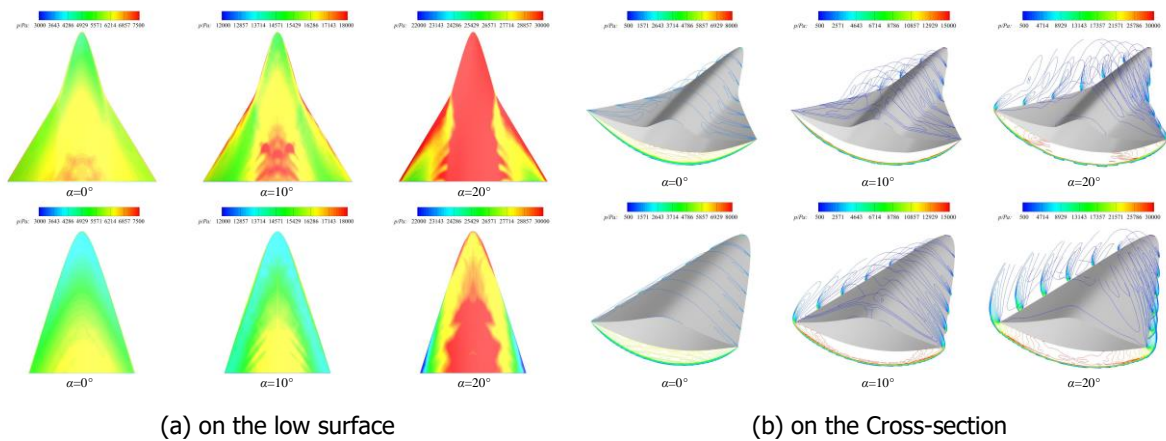 p/Pa: 3000 3643 4286 4929 5571 6214 6857 7500
p/Pa: 12000 12857 13714 14571 15429 16286 17143 18000
p/Pa: 22000 23143 24286 25429 26571 27714 28857 30000
p/Pa: 500 1571 2643 3714 4786 5857 6929 8000
p/Pa: 500 2571 4643 6714 8786 10857 12929 15000
p/Pa: 500 4714 8929 13143 17357 21571 25786 30000
α=0°
α=10°
α=20°
α=0°
α=10°
α=20°
p/Pa: 3000 3643 4286 4929 5571 6214 6857 7500
p/Pa: 12000 12857 13714 14571 15429 16286 17143 18000
p/Pa: 22000 23143 24286 25429 26571 27714 28857 30000
p/Pa: 500 1571 2643 3714 4786 5857 6929 8000
p/Pa: 500 2571 4643 6714 8786 10857 12929 15000
p/Pa: 500 4714 8929 13143 17357 21571 25786 30000
α=0°
α=10°
α=20°
α=0°
α=10°
α=20°
(a) on the low surface
(b) on the Cross-section